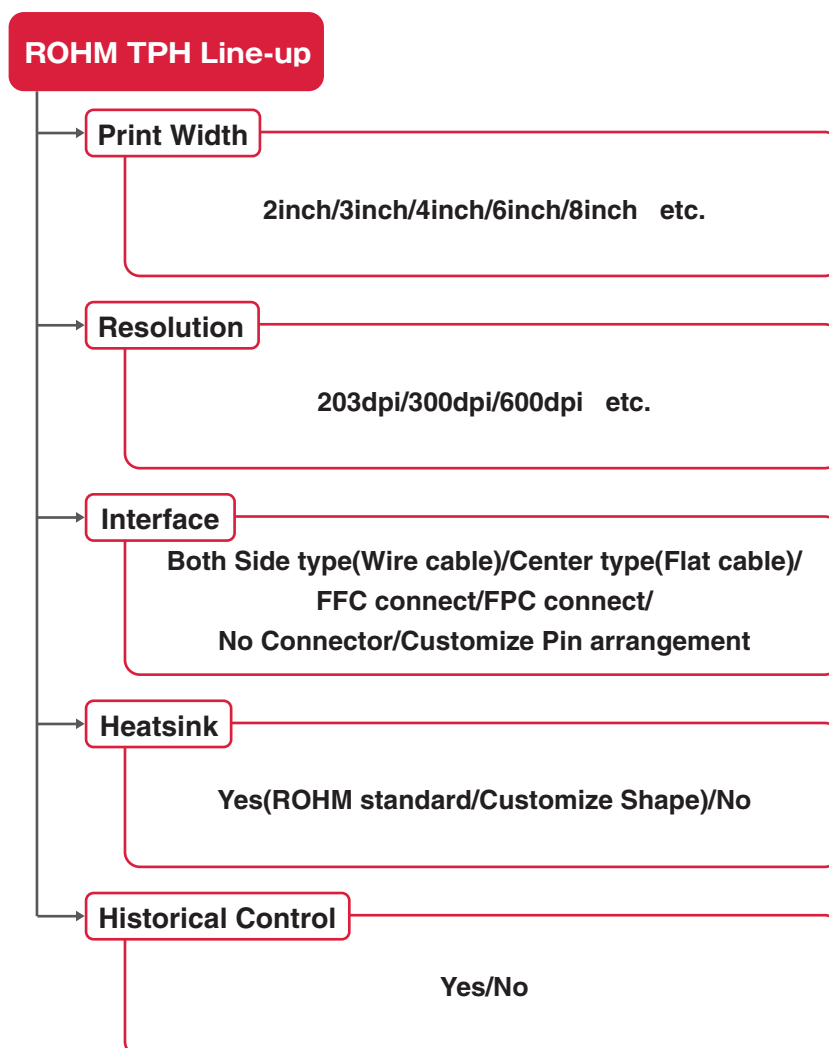 ROHM TPH Line-up
Print Width
2inch/3inch/4inch/6inch/8inch etc.
Resolution
203dpi/300dpi/600dpi etc.
Interface
Both Side type(Wire cable)/Center type(Flat cable)/
FFC connect/FPC connect/
No Connector/Customize Pin arrangement
Heatsink
Yes(ROHM standard/Customize Shape)/No
Historical Control
Yes/No